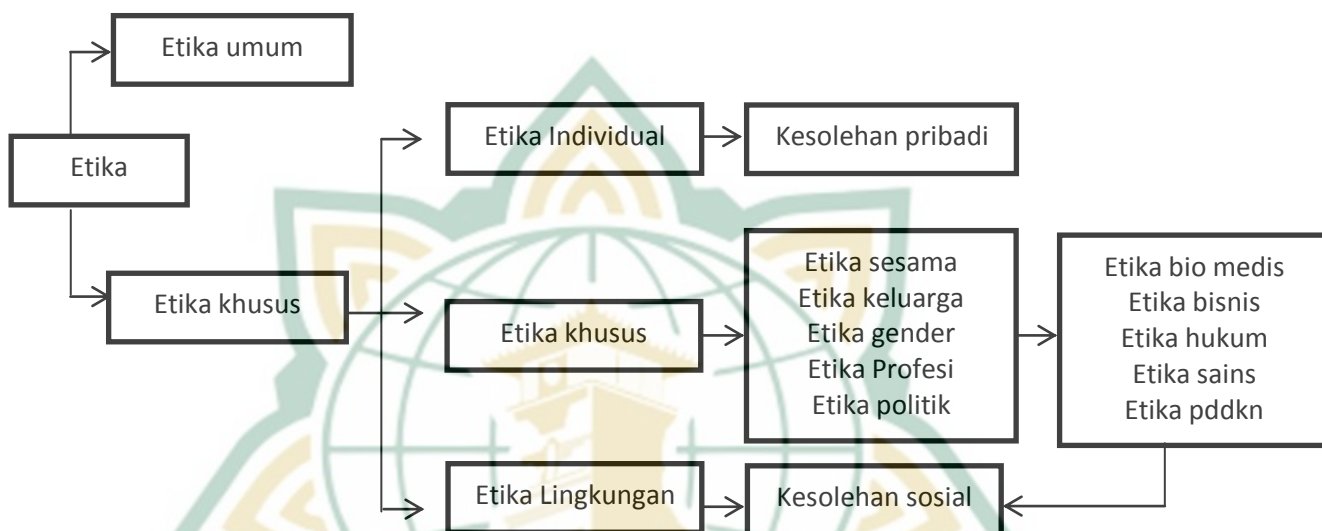 Etika umum
Etika
Etika khusus
Etika Individual
Kesolehan pribadi
Etika khusus
Etika sesama
Etika keluarga
Etika gender
Etika Profesi
Etika politik
Etika bio medis
Etika bisnis
Etika hukum
Etika sains
Etika pddkn
Etika Lingkungan
Kesolehan sosial